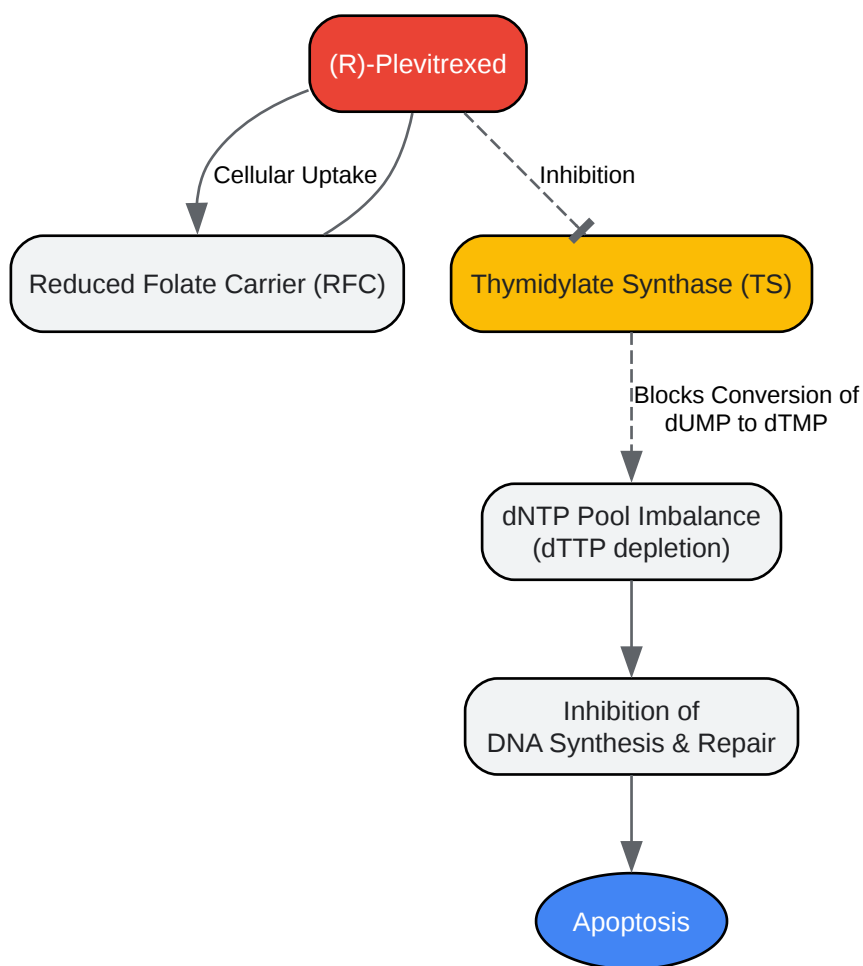 (R)-Plevitrexed
Cellular Uptake
Inhibition
Reduced Folate Carrier (RFC)
Thymidylate Synthase (TS)
Blocks Conversion of
dUMP to dTMP
dNTP Pool Imbalance
(dTTP depletion)
Inhibition of
DNA Synthesis & Repair
Apoptosis